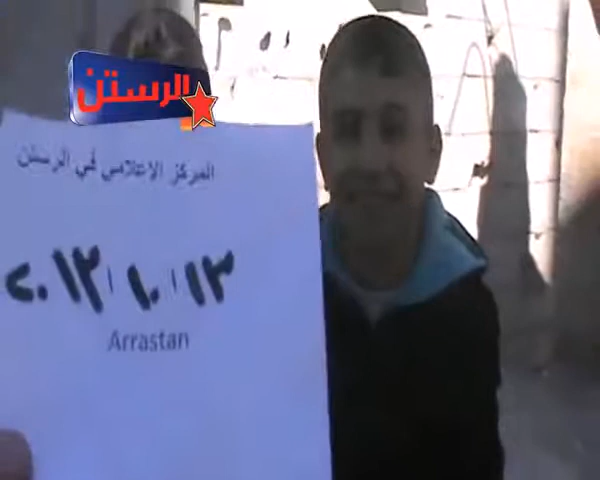 الرستن
المركز الإعلامي في الرستن
٢٠١٣ | ١٠ | ١٣
Arrastan